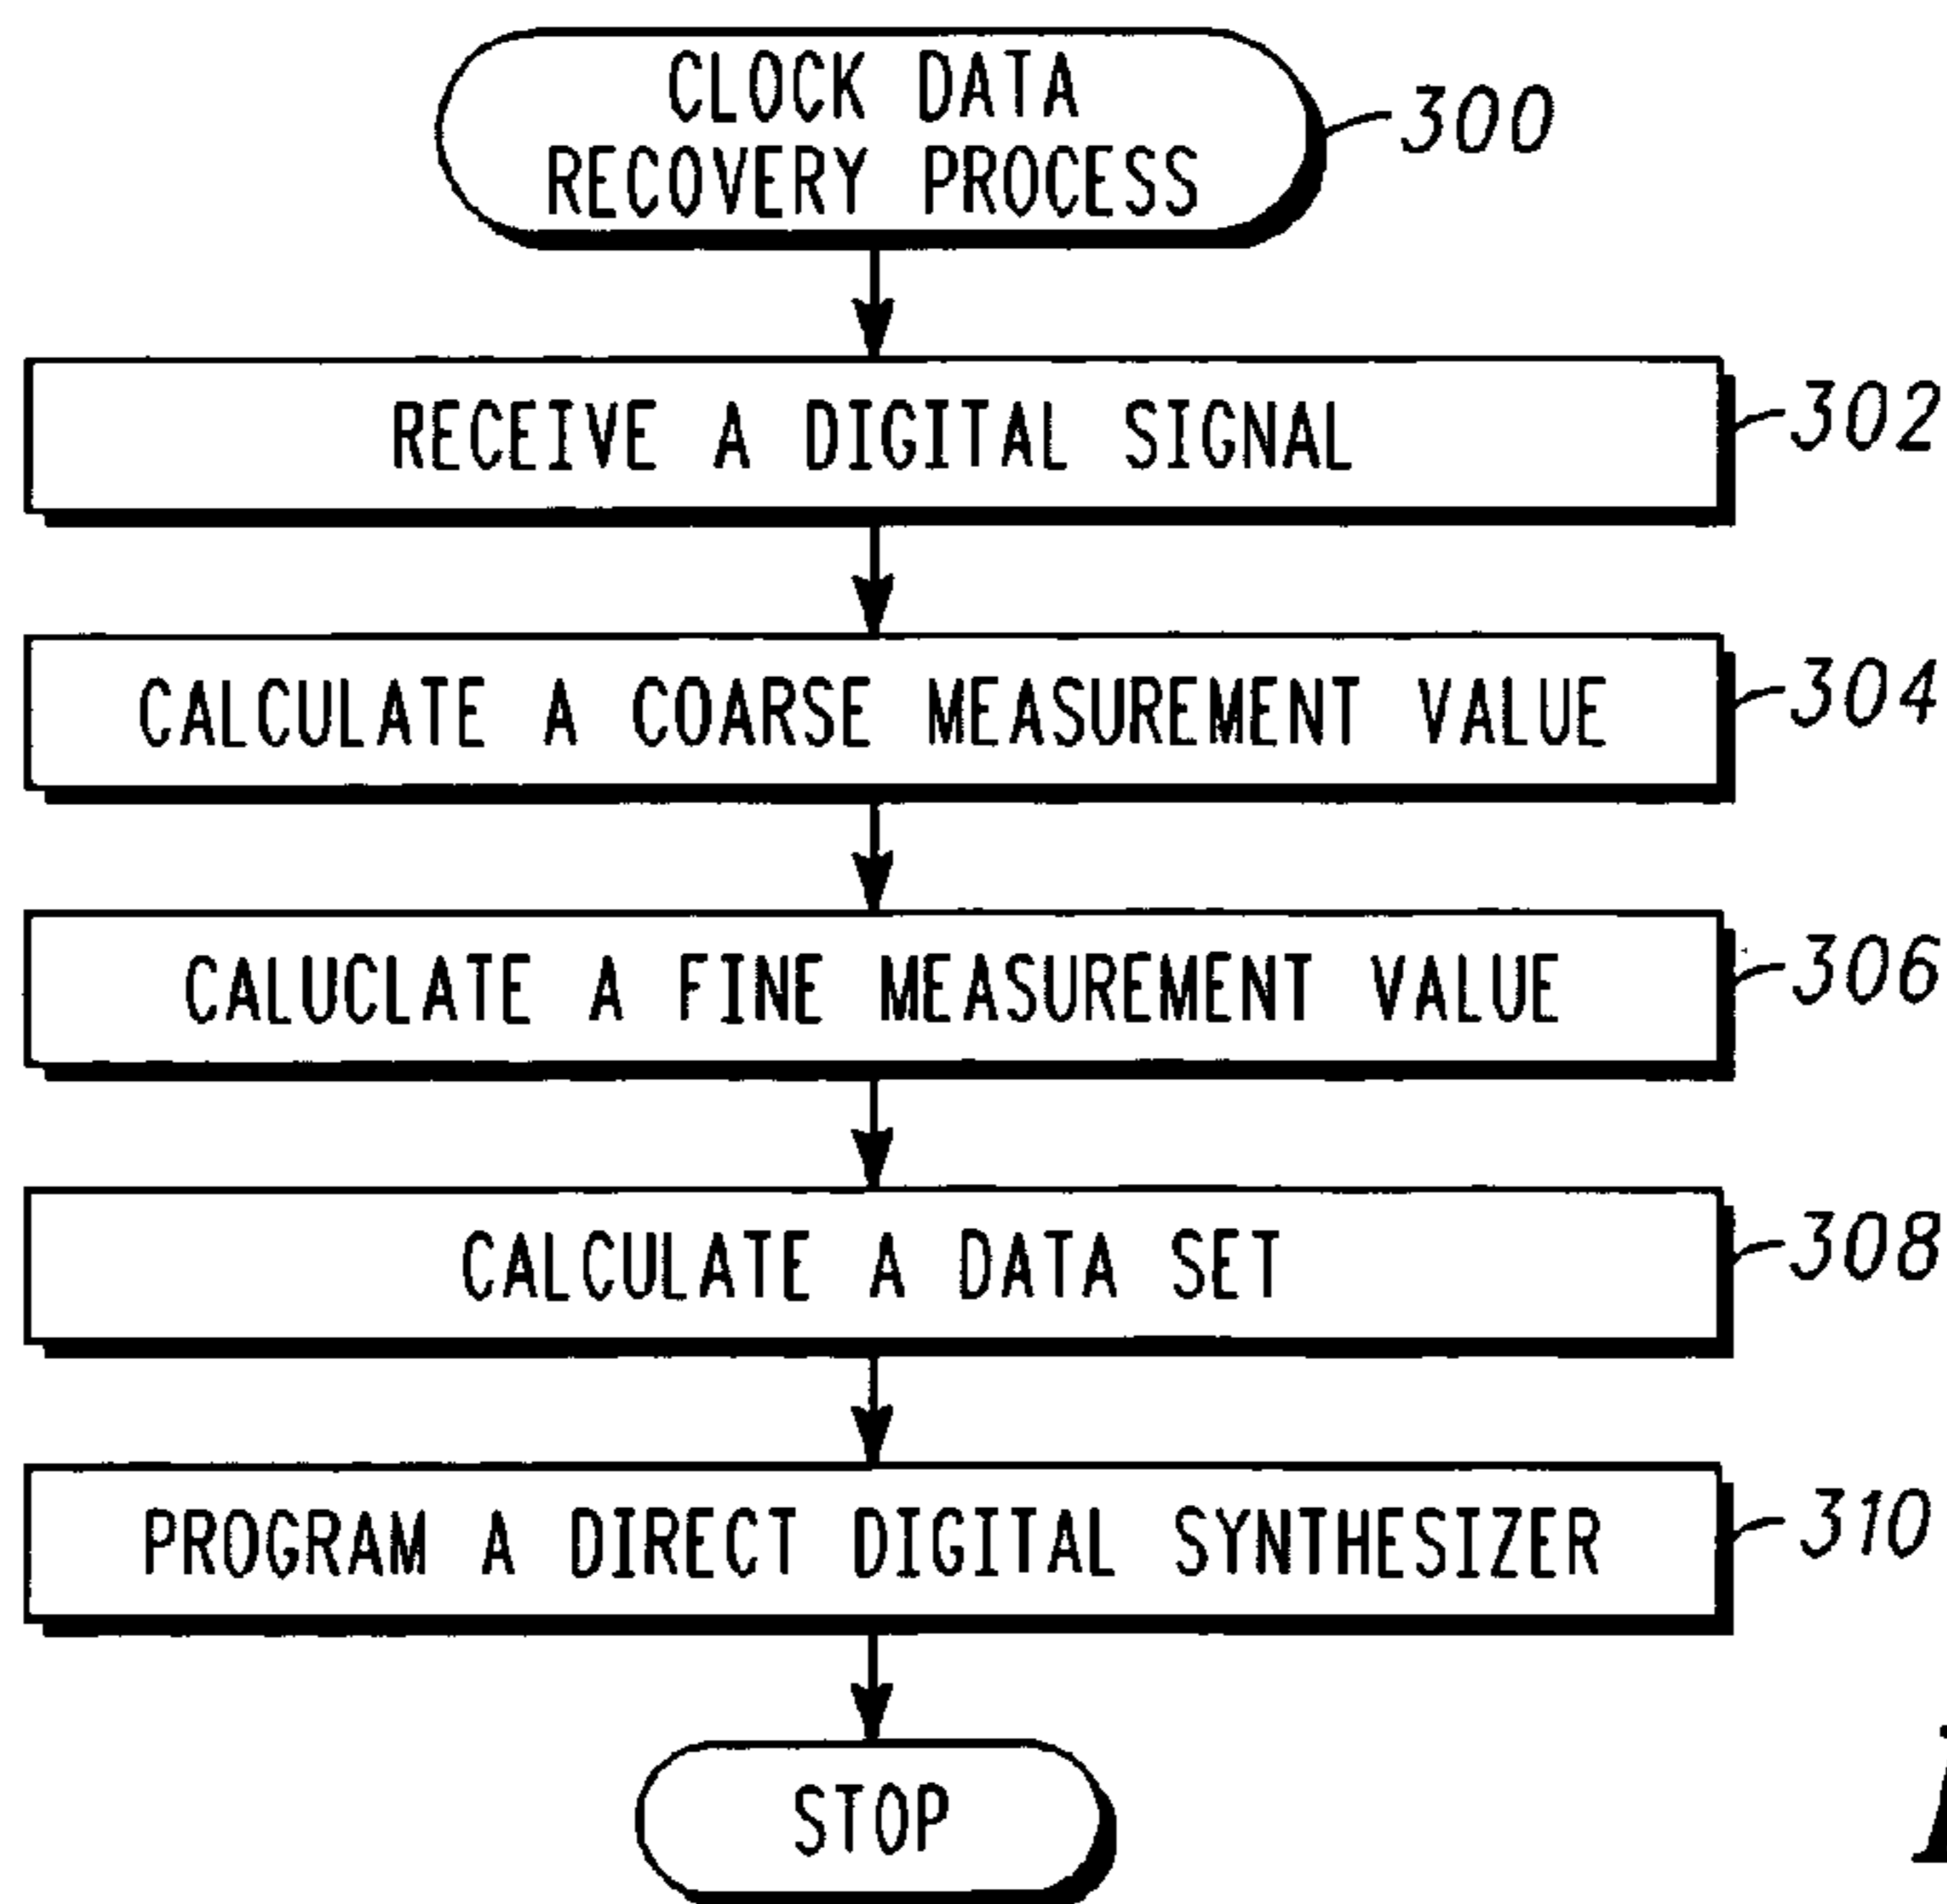 CLOCK DATA
RECOVERY PROCESS
300
RECEIVE A DIGITAL SIGNAL
302
CALCULATE A COARSE MEASUREMENT VALUE
304
CALUCLATE A FINE MEASUREMENT VALUE
306
CALCULATE A DATA SET
308
PROGRAM A DIRECT DIGITAL SYNTHESIZER
310
STOP